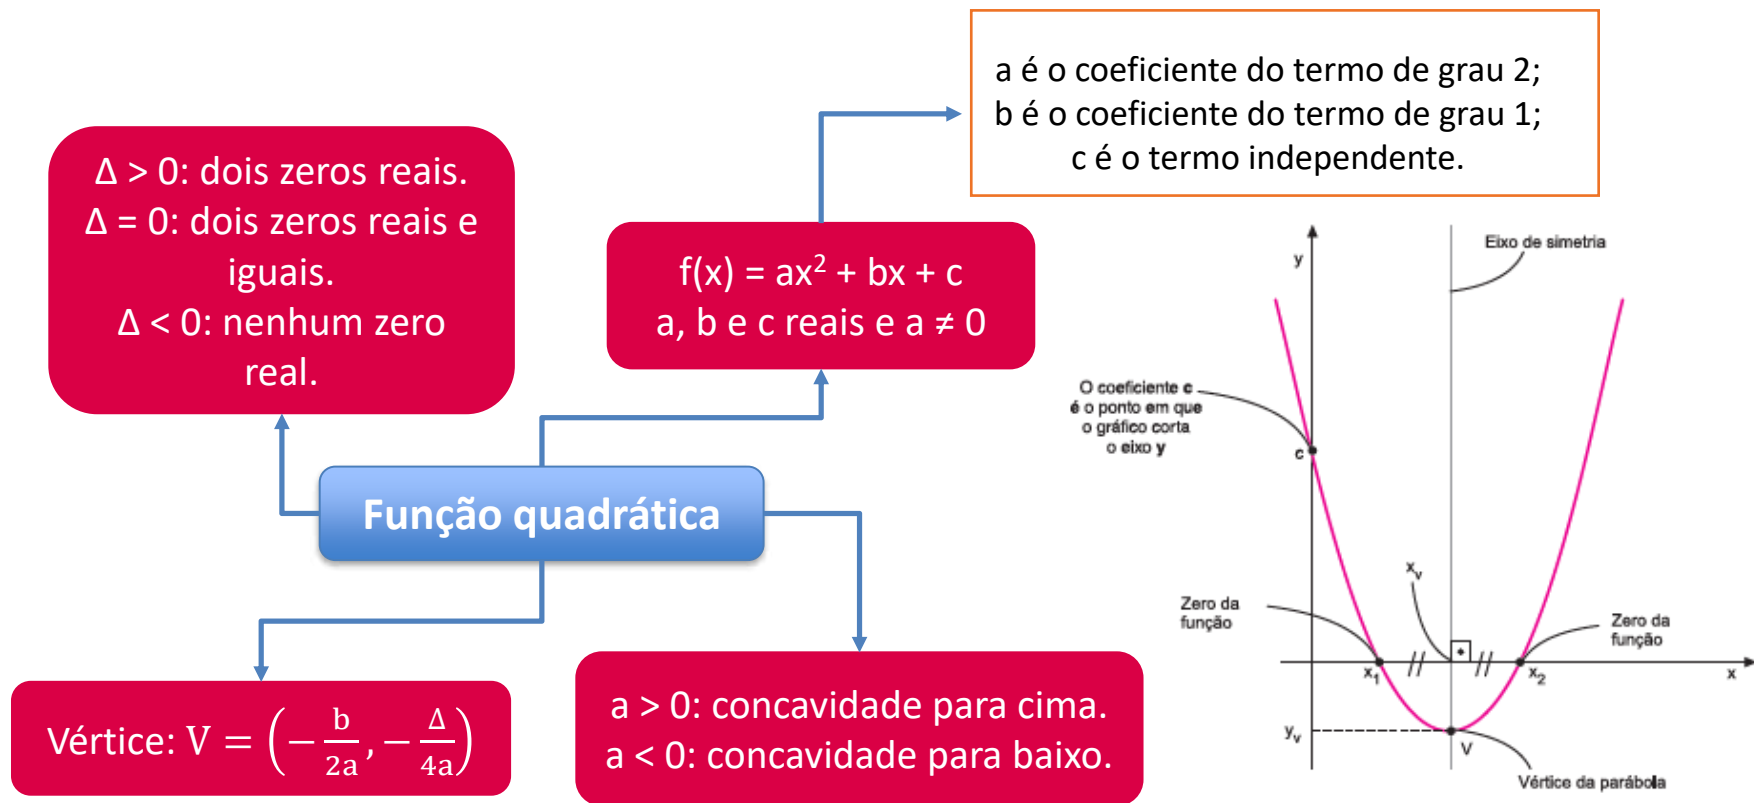 a é o coeficiente do termo de grau 2;
b é o coeficiente do termo de grau 1;
c é o termo independente.
Δ > 0: dois zeros reais.
Δ = 0: dois zeros reais e
iguais.
Δ < 0: nenhum zero
real.
f(x) = ax² + bx + c
a, b e c reais e a ≠ 0
Função quadrática
Vértice: V = (−b/2a, −Δ/4a)
a > 0: concavidade para cima.
a < 0: concavidade para baixo.
y
Eixo de simetria
O coeficiente c
é o ponto em que
o gráfico corta
o eixo y
c
xᵥ
Zero da
função
Zero da
função
x₁
x₂
x
yᵥ
V
Vértice da parábola